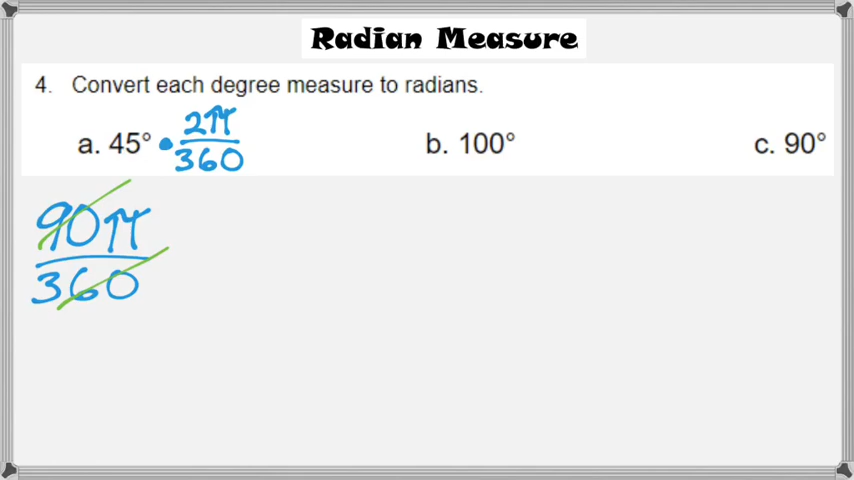 Radian Measure
4. Convert each degree measure to radians.
a. 45° • 2π/360 b. 100° c. 90°
90π
360